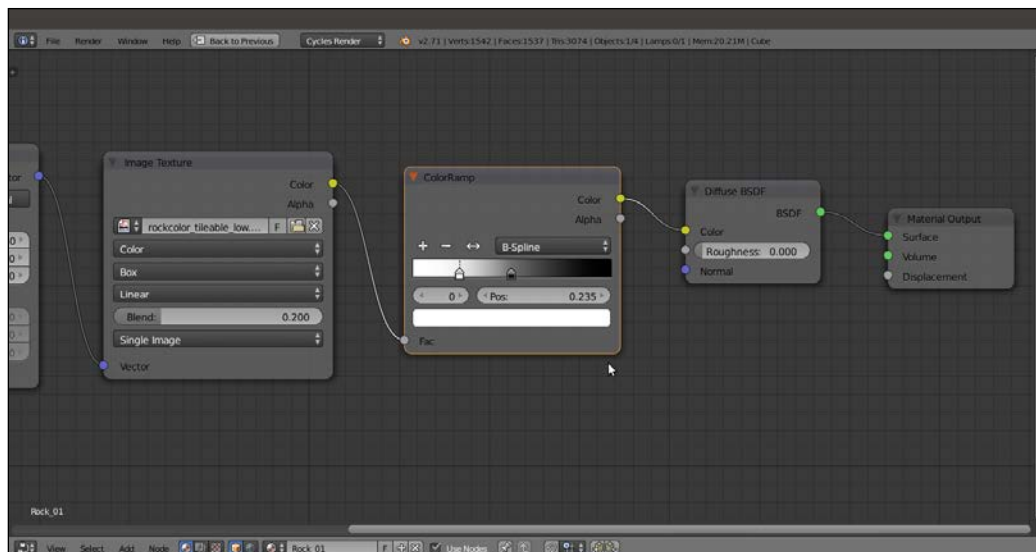 File Render Window Help Back to Previous Cycles Render v2.71 | Verts:1542 | Faces:1537 | Tris:3074 | Objects:1/4 | Lamps:0/1 | Mem:20.21M | Cube
Image Texture
Color
Alpha
rockcolor_tileable_low.... F
Color
Box
Linear
Blend: 0.200
Single Image
Vector
ColorRamp
Color
Alpha
B-Spline
0 Pos: 0.235
Fac
Diffuse BSDF
BSDF
Color
Roughness: 0.000
Normal
Material Output
Surface
Volume
Displacement
Rock_01
View Select Add Node Rock_01 F Use Nodes